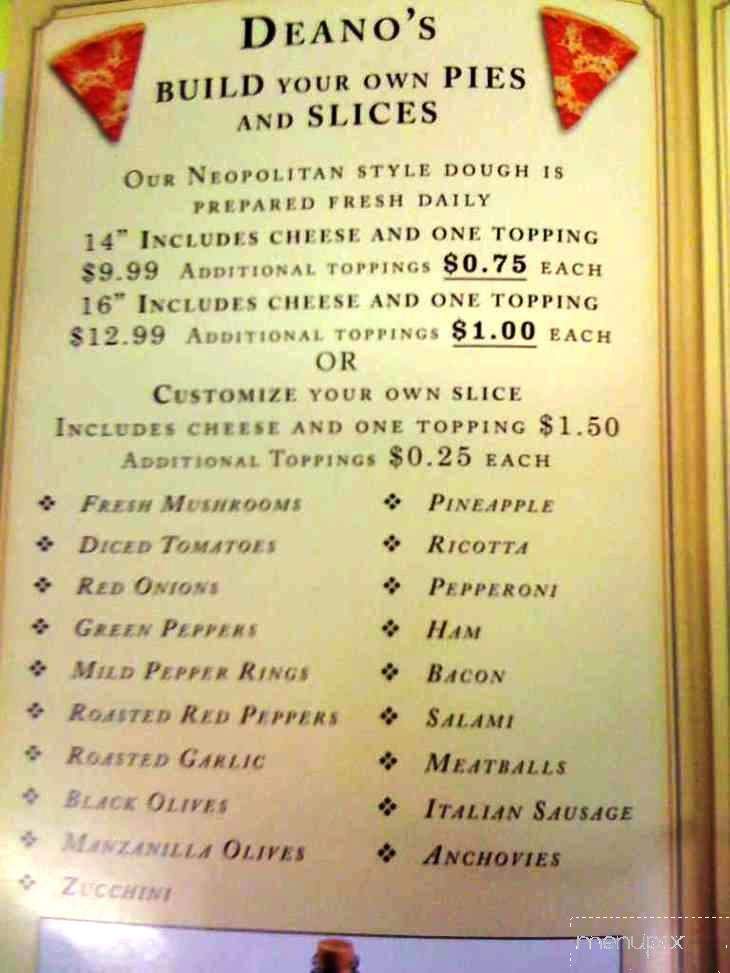 DEANO'S
BUILD YOUR OWN PIES
AND SLICES
OUR NEOPOLITAN STYLE DOUGH IS
PREPARED FRESH DAILY
14" INCLUDES CHEESE AND ONE TOPPING
$9.99 ADDITIONAL TOPPINGS $0.75 EACH
16" INCLUDES CHEESE AND ONE TOPPING
$12.99 ADDITIONAL TOPPINGS $1.00 EACH
OR
CUSTOMIZE YOUR OWN SLICE
INCLUDES CHEESE AND ONE TOPPING $1.50
ADDITIONAL TOPPINGS $0.25 EACH
❖ FRESH MUSHROOMS
❖ DICED TOMATOES
❖ RED ONIONS
❖ GREEN PEPPERS
❖ MILD PEPPER RINGS
❖ ROASTED RED PEPPERS
❖ ROASTED GARLIC
❖ BLACK OLIVES
❖ MANZANILLA OLIVES
❖ ZUCCHINI
❖ PINEAPPLE
❖ RICOTTA
❖ PEPPERONI
❖ HAM
❖ BACON
❖ SALAMI
❖ MEATBALLS
❖ ITALIAN SAUSAGE
❖ ANCHOVIES
menupix